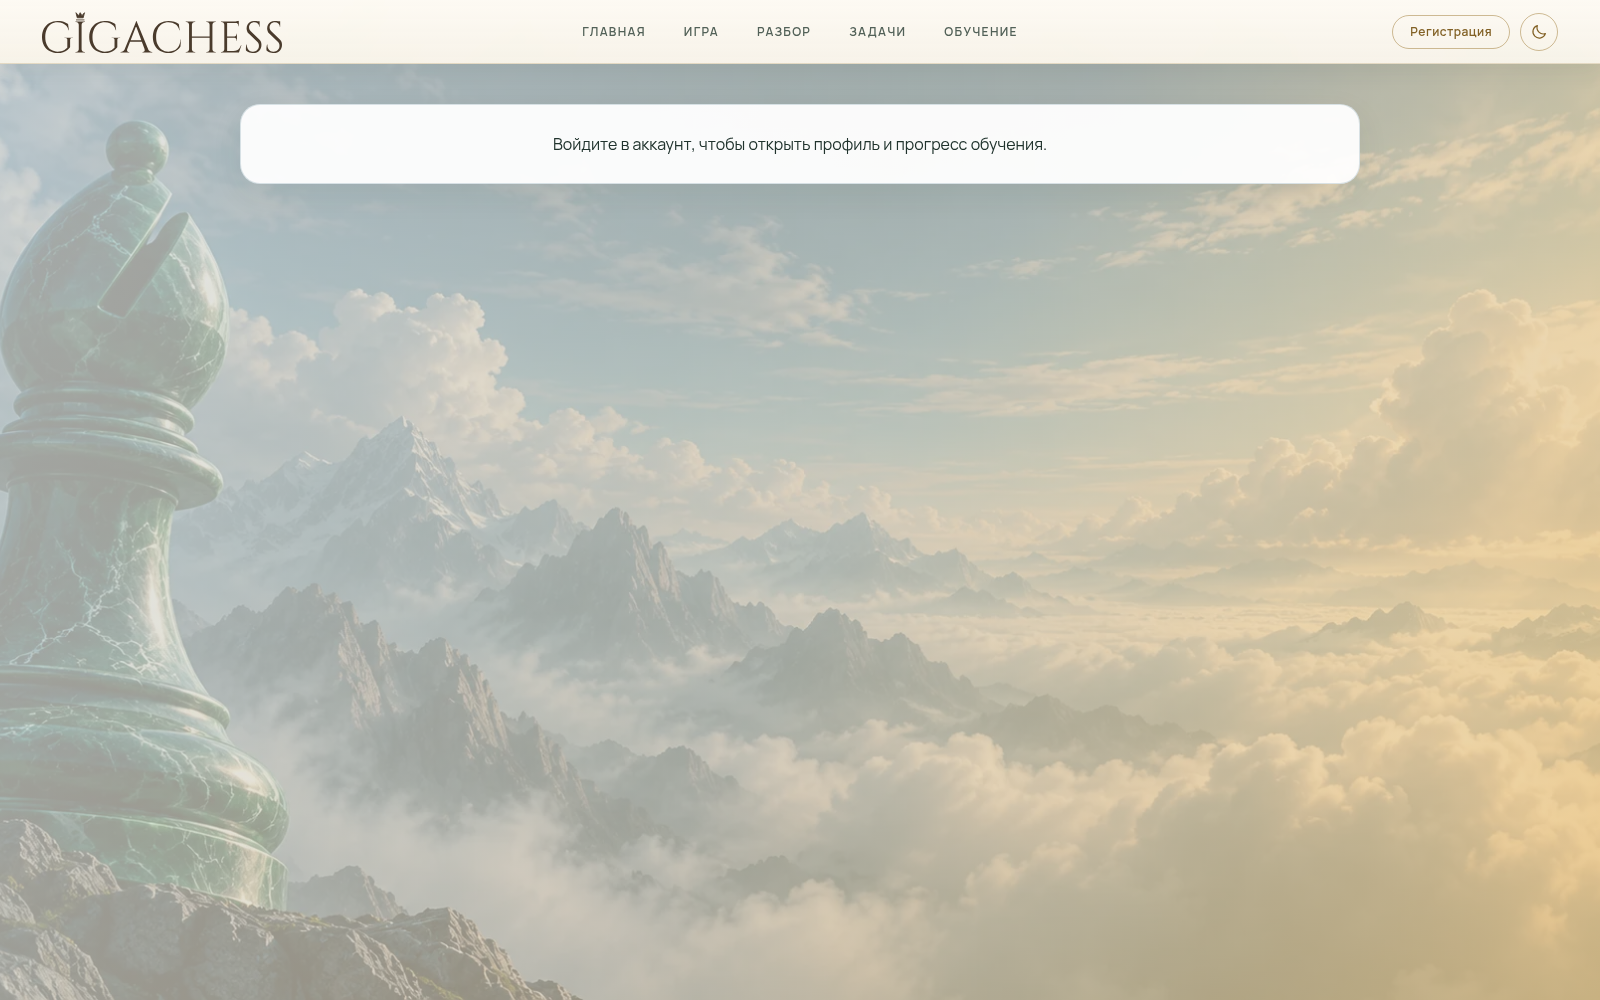 GIGACHESS
ГЛАВНАЯ ИГРА РАЗБОР ЗАДАЧИ ОБУЧЕНИЕ
Регистрация
Войдите в аккаунт, чтобы открыть профиль и прогресс обучения.